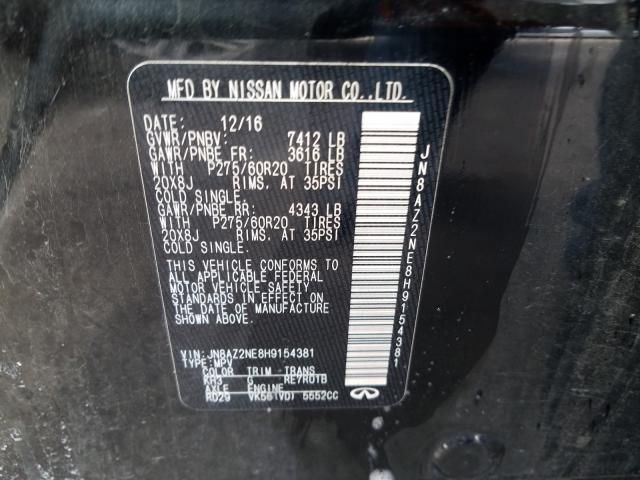 MFD BY NISSAN MOTOR CO.,LTD.
DATE: 12/16
GVWR/PNBV: 7412 LB
GAWR/PNBE FR: 3616 LB
WITH P275/60R20 TIRES
20X8J RIMS. AT 35PSI
COLD SINGLE.
GAWR/PNBE RR: 4343 LB
WITH P275/60R20 TIRES
20X8J RIMS. AT 35PSI
COLD SINGLE.
THIS VEHICLE CONFORMS TO
ALL APPLICABLE FEDERAL
MOTOR VEHICLE SAFETY
STANDARDS IN EFFECT ON
THE DATE OF MANUFACTURE
SHOWN ABOVE.
VIN: JN8AZ2NE8H9154381
TYPE: MPV
COLOR TRIM TRANS
KH3 G RE7R01B
AXLE ENGINE
RD29 VK56(VD) 5552CC
JN8AZ2NE8H9154381